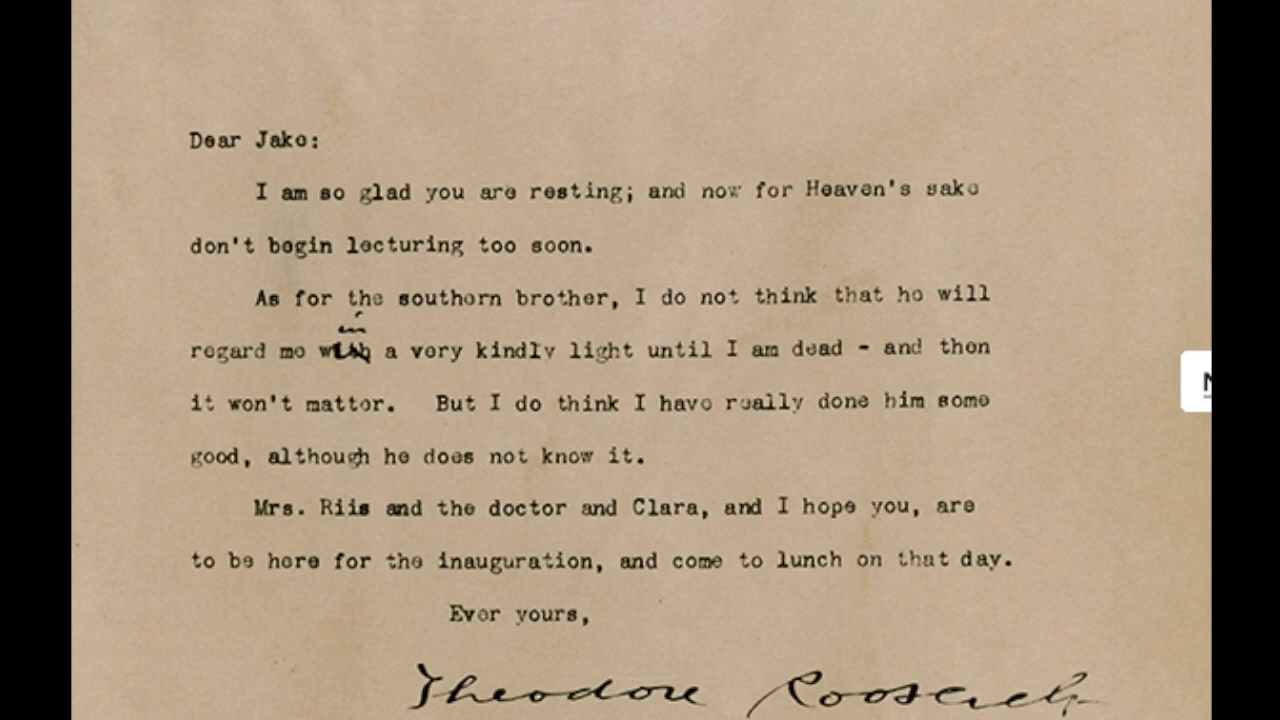 Dear Jake:
I am so glad you are resting; and now for Heaven's sake
don't begin lecturing too soon.
As for the southern brother, I do not think that he will
in
regard me with a very kindly light until I am dead - and then
it won't matter. But I do think I have really done him some
good, although he does not know it.
Mrs. Riis and the doctor and Clara, and I hope you, are
to be here for the inauguration, and come to lunch on that day.
Ever yours,
Theodore Roosevelt